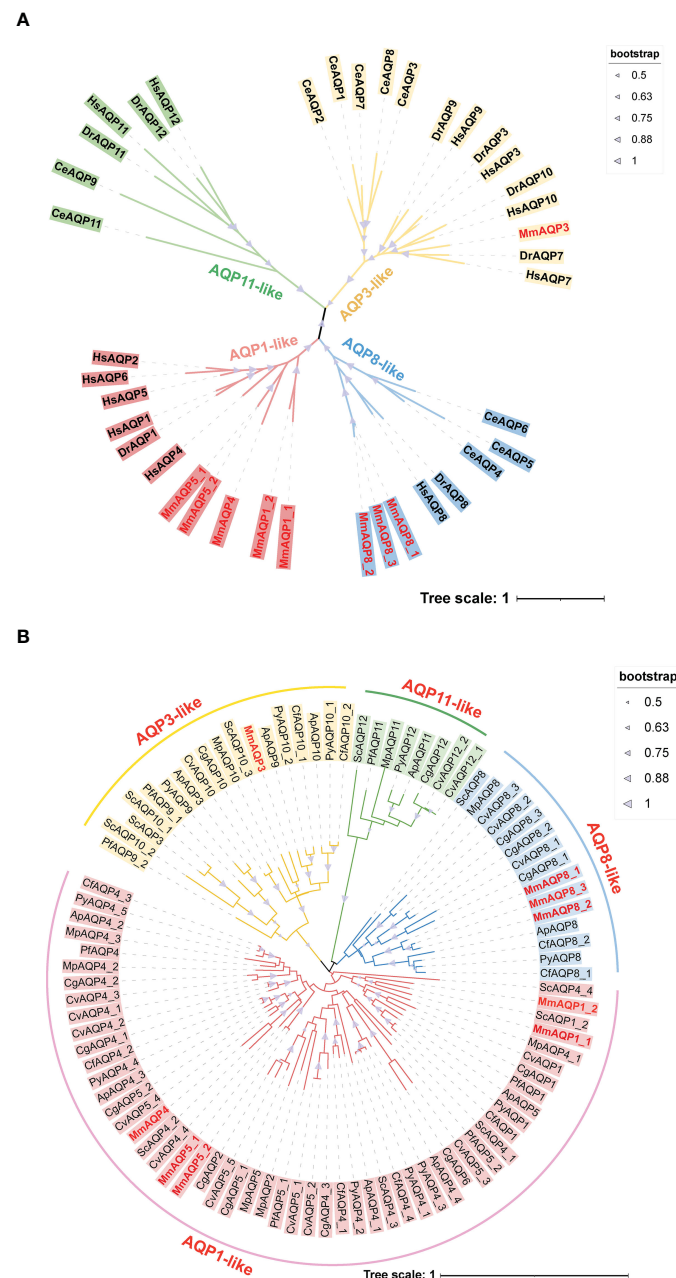 A
bootstrap
0.5
0.63
0.75
0.88
1
HsAQP12
DrAQP12
HsAQP11
DrAQP11
CeAQP9
CeAQP11
CeAQP2
CeAQP1
CeAQP7
CeAQP8
CeAQP3
DrAQP9
HsAQP9
DrAQP3
HsAQP3
DrAQP10
HsAQP10
MmAQP3
DrAQP7
HsAQP7
AQP11-like
AQP3-like
AQP1-like
AQP8-like
HsAQP2
HsAQP6
HsAQP5
HsAQP1
DrAQP1
HsAQP4
MmAQP5_1
MmAQP5_2
MmAQP4
MmAQP1_2
MmAQP1_1
MmAQP8_2
MmAQP8_3
MmAQP8_1
HsAQP8
DrAQP8
CeAQP4
CeAQP5
CeAQP6
Tree scale: 1
B
bootstrap
0.5
0.63
0.75
0.88
1
AQP3-like
AQP11-like
AQP8-like
AQP1-like
PfAQP9_2
ScAQP10_2
ScAQP3
ScAQP10_1
PfAQP9_1
PyAQP9
ApAQP3
CvAQP10
CgAQP10
MpAQP10
ScAQP10_3
MmAQP3
ApAQP9
PyAQP10_2
CfAQP10_1
ApAQP10
PyAQP10_1
CfAQP10_2
ScAQP12
PfAQP11
MpAQP11
PyAQP12
ApAQP11
CgAQP12
CvAQP12_2
CvAQP12_1
ScAQP8
MpAQP8
CvAQP8_3
CvAQP8_2
CgAQP8_3
CgAQP8_2
CvAQP8_1
CgAQP8_1
MmAQP8_1
MmAQP8_3
MmAQP8_2
ApAQP8
CfAQP8_2
PyAQP8
CfAQP8_1
ScAQP4_4
MmAQP1_2
ScAQP1_2
MmAQP1_1
MpAQP4_1
CvAQP1
CgAQP1
PfAQP1
ApAQP5
PyAQP1
CfAQP1
ScAQP4_1
PfAQP5_2
CvAQP5_3
CgAQP6
ApAQP4_4
PyAQP4_3
PyAQP4_1
CfAQP4_4
ScAQP4_3
ApAQP4_1
PyAQP4_2
CfAQP4_1
CgAQP4_3
CvAQP5_2
CvAQP5_1
PfAQP5_1
MpAQP2
MpAQP5
CgAQP5_1
CvAQP5_5
CgAQP2
MmAQP5_2
MmAQP5_1
CvAQP4_4
ScAQP4_2
MmAQP4
CvAQP5_4
CgAQP5_2
ApAQP4_3
PyAQP4_4
CfAQP4_2
CgAQP4_1
CvAQP4_2
CvAQP4_1
CvAQP4_3
CgAQP4_2
MpAQP4_2
PfAQP4
MpAQP4_3
ApAQP4_2
PyAQP4_5
CfAQP4_3
Tree scale: 1